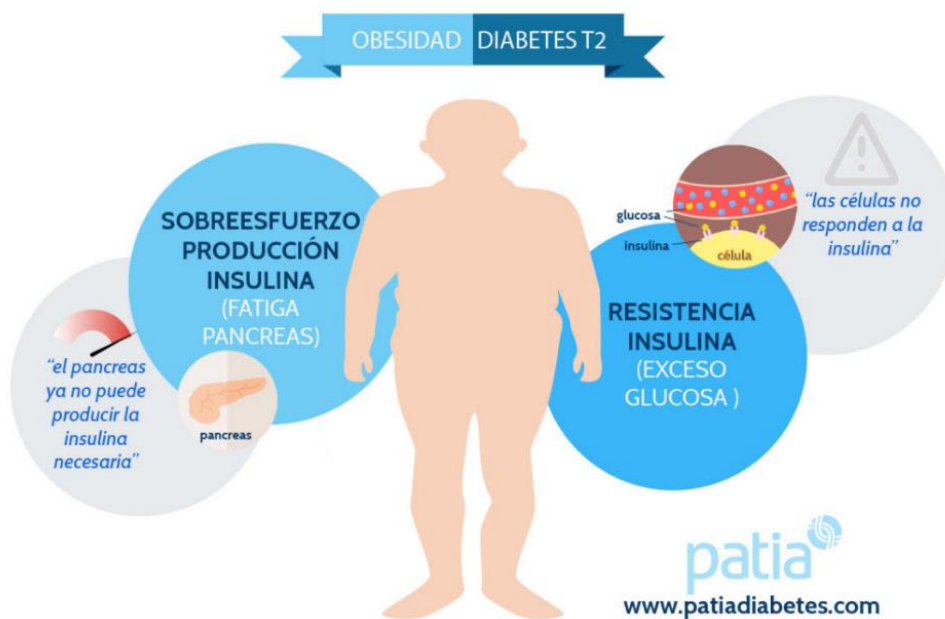 OBESIDAD DIABETES T2
SOBREESFUERZO
PRODUCCIÓN
INSULINA
(FATIGA
PANCREAS)
"el pancreas
ya no puede
producir la
insulina
necesaria"
pancreas
glucosa
insulina
célula
"las células no
responden a la
insulina"
RESISTENCIA
INSULINA
(EXCESO
GLUCOSA )
patia
www.patiadiabetes.com